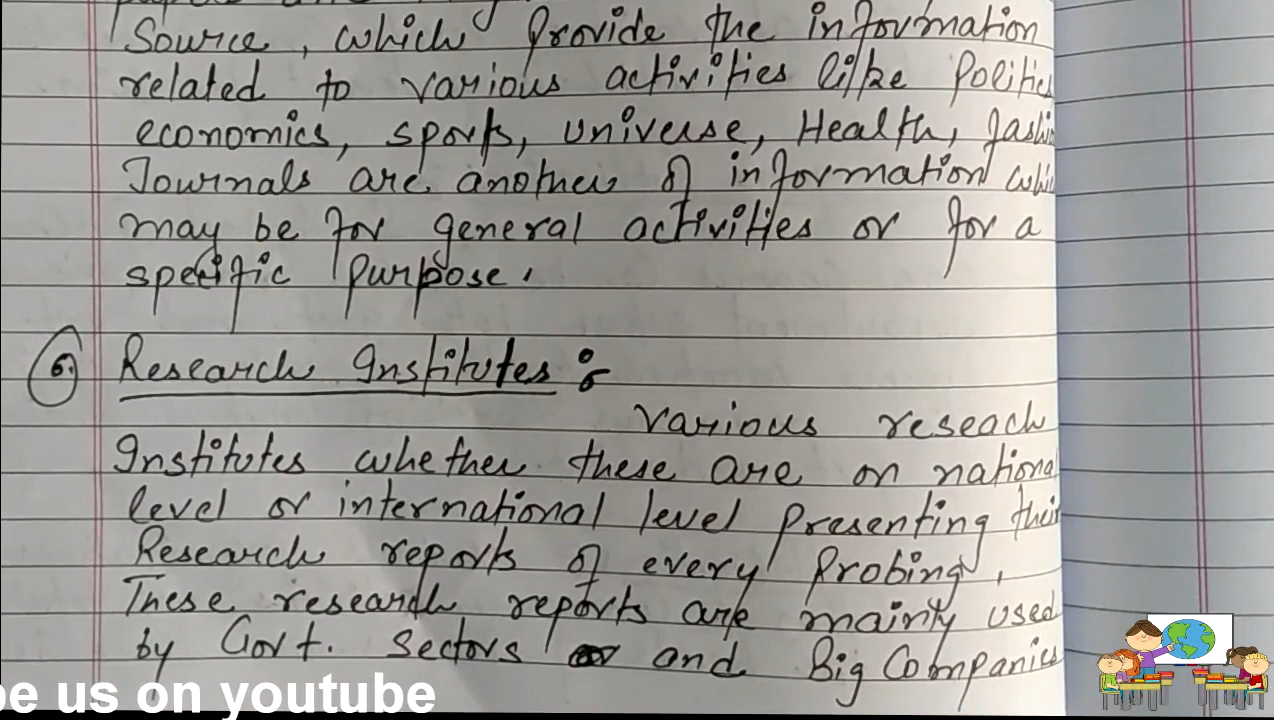 Source, which provide the information
related to various activities like Politics
economics, sports, universe, Health,
Journals are another of information
may be for general activities or for a
specific purpose.
6. Research Institutes :-
various reseach
Institutes whether these are on national
level or international level presenting their
Research reports of every Probing,
These research reports are mainly used
by Govt. sectors and Big Companies
be us on youtube